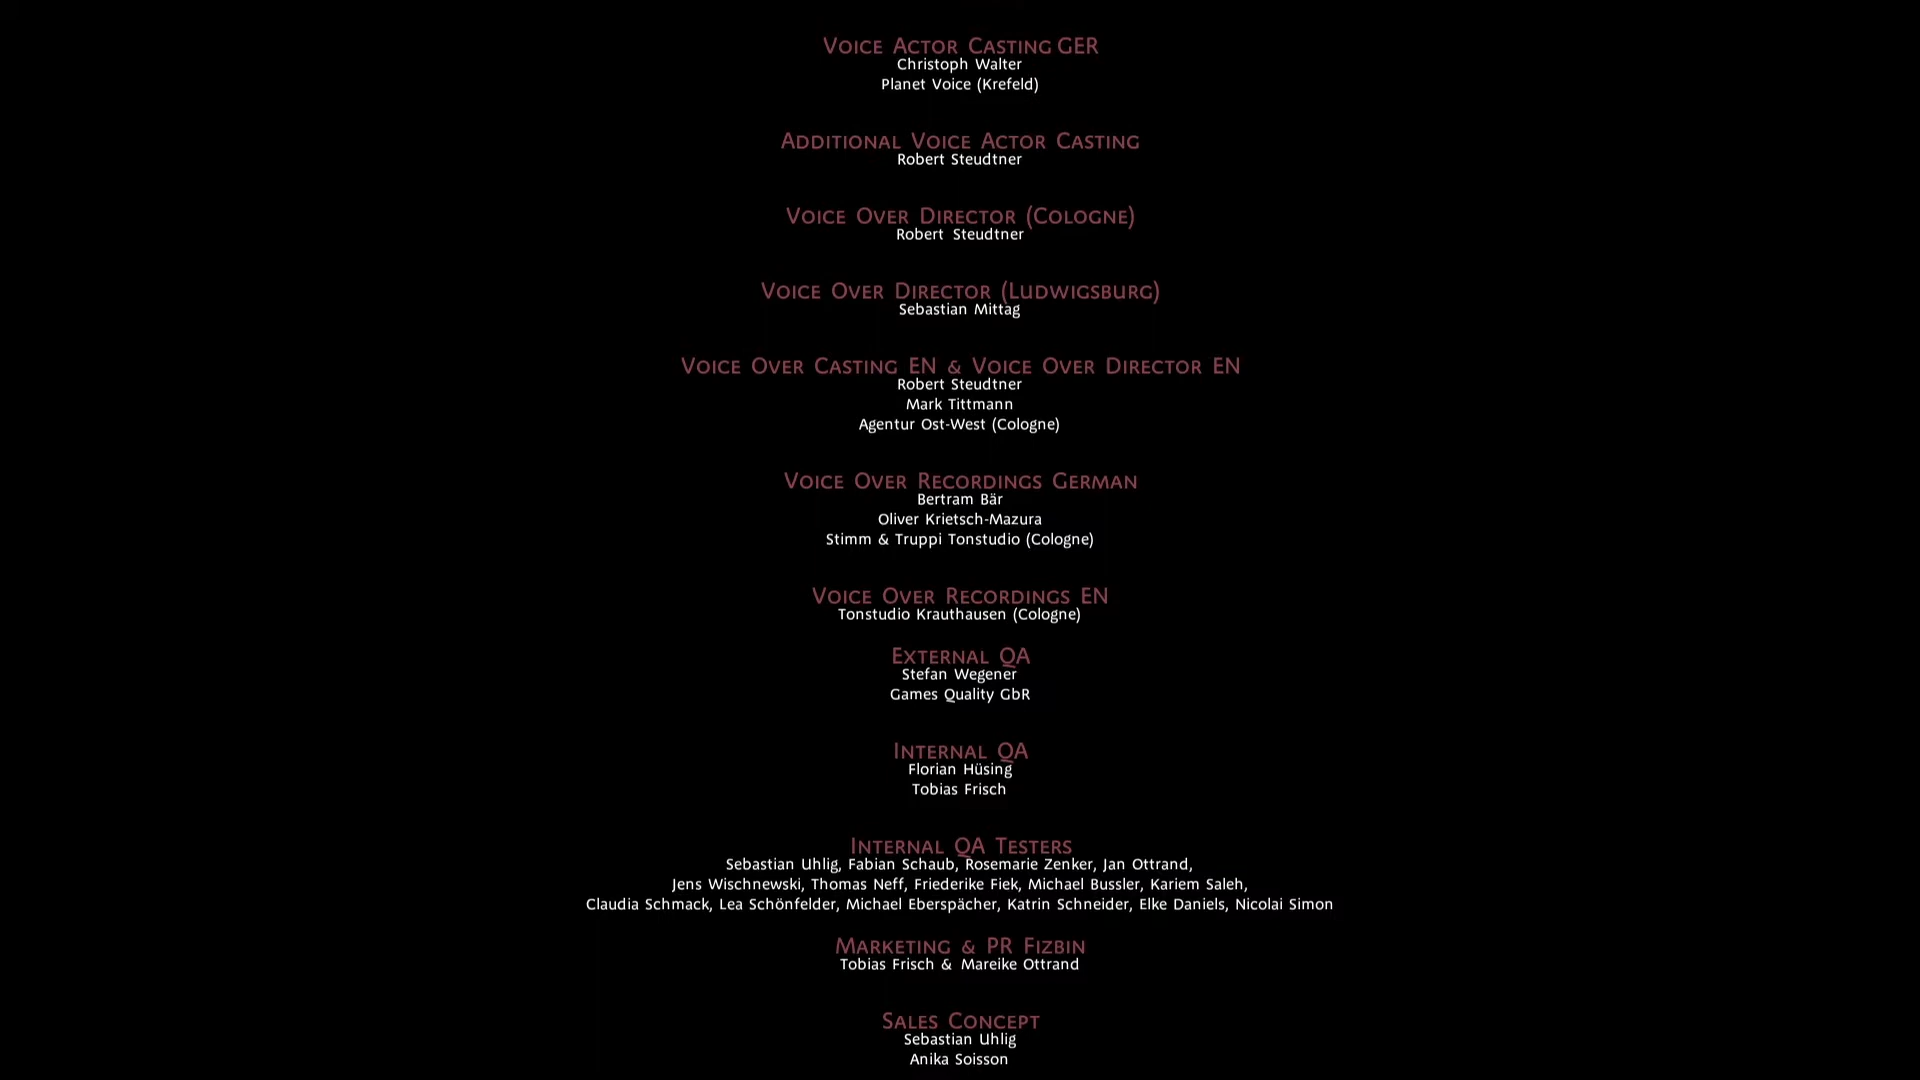 Voice Actor Casting GER
Christoph Walter
Planet Voice (Krefeld)
Additional Voice Actor Casting
Robert Steudtner
Voice Over Director (Cologne)
Robert Steudtner
Voice Over Director (Ludwigsburg)
Sebastian Mittag
Voice Over Casting EN & Voice Over Director EN
Robert Steudtner
Mark Tittmann
Agentur Ost-West (Cologne)
Voice Over Recordings German
Bertram Bär
Oliver Krietsch-Mazura
Stimm & Truppi Tonstudio (Cologne)
Voice Over Recordings EN
Tonstudio Krauthausen (Cologne)
External QA
Stefan Wegener
Games Quality GbR
Internal QA
Florian Hüsing
Tobias Frisch
Internal QA Testers
Sebastian Uhlig, Fabian Schaub, Rosemarie Zenker, Jan Ottrand,
Jens Wischnewski, Thomas Neff, Friederike Fiek, Michael Bussler, Kariem Saleh,
Claudia Schmack, Lea Schönfelder, Michael Eberspächer, Katrin Schneider, Elke Daniels, Nicolai Simon
Marketing & PR Fizbin
Tobias Frisch & Mareike Ottrand
Sales Concept
Sebastian Uhlig
Anika Soisson